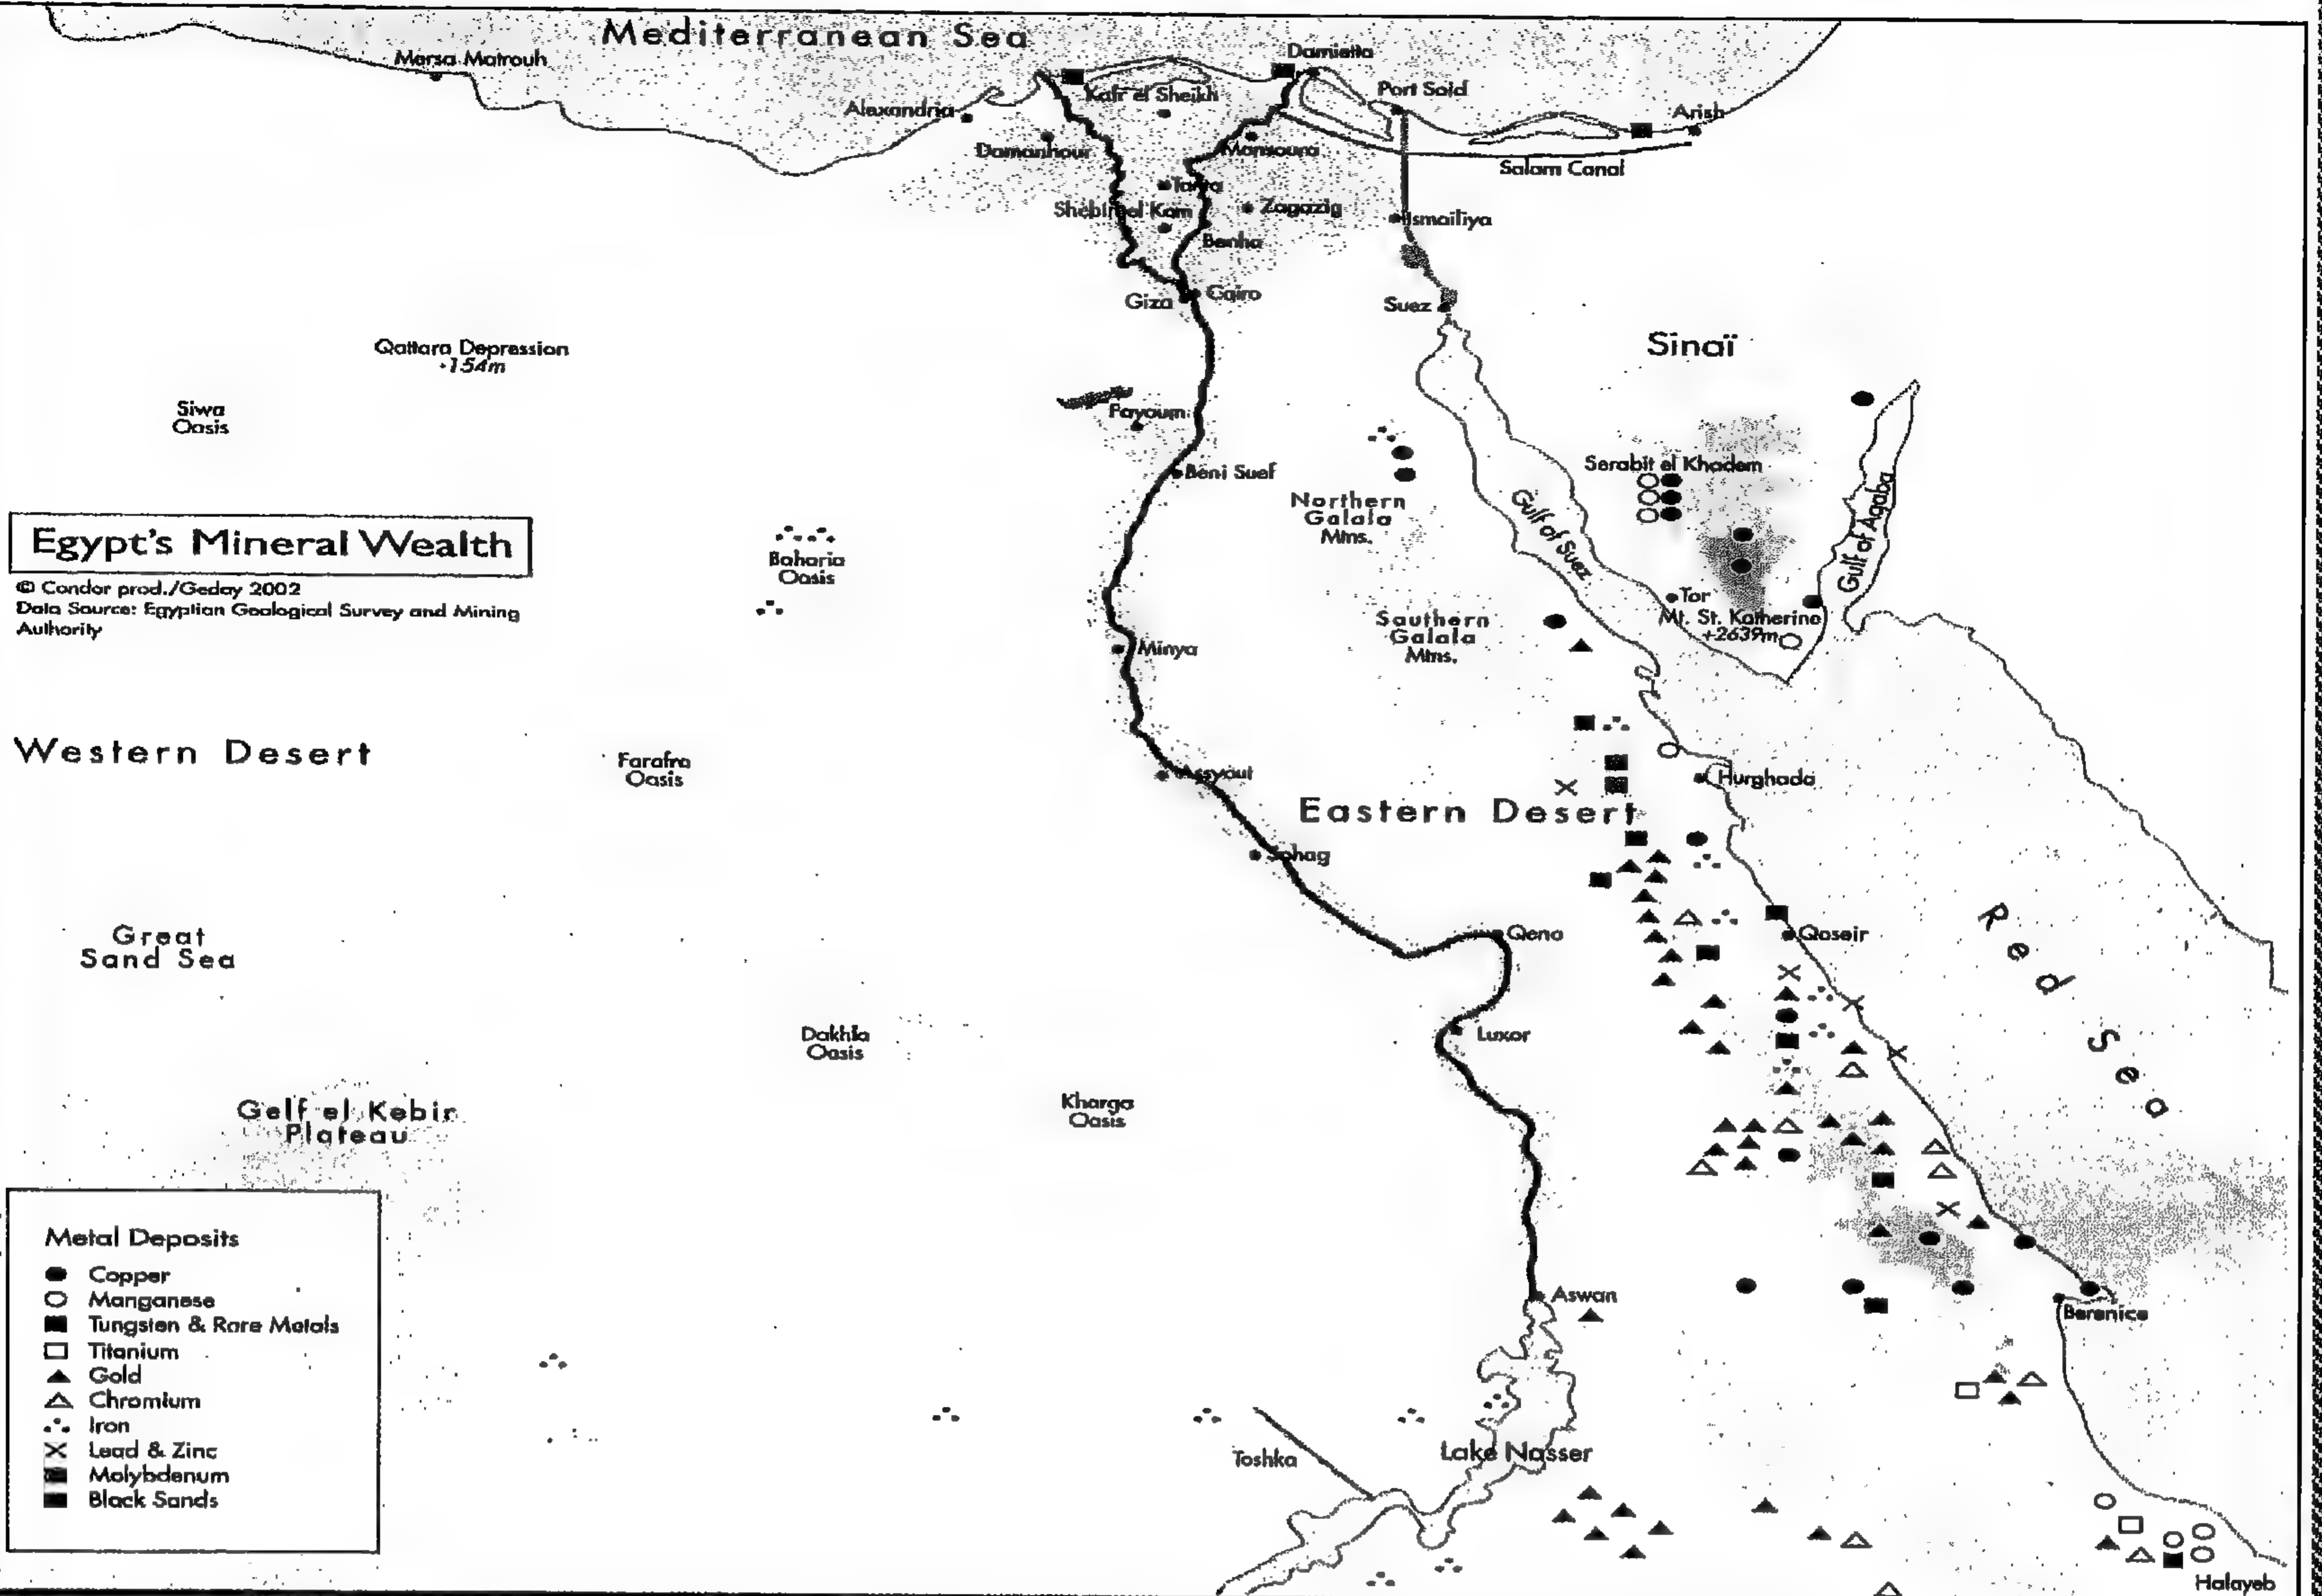 Mediterranean Sea
Mersa Matrouh
Damietta
Kafr el Sheikh
Port Said
Alexandria
Arish
Damanhour
Mansoura
Salam Canal
Tanta
Shebin el Kom
Zagazig
Ismailiya
Benha
Giza
Cairo
Suez
Sinaï
Qattara Depression
-154m
Siwa
Oasis
Fayoum
Beni Suef
Serabit el Khadem
Northern
Galala
Mtns.
Gulf of Suez
Gulf of Aqaba
Egypt's Mineral Wealth
© Condor prod./Geday 2002
Data Source: Egyptian Geological Survey and Mining
Authority
Baharia
Oasis
Tor
Mt. St. Katherine
+2639m
Southern
Galala
Mtns.
Minya
Western Desert
Farafra
Oasis
Assyout
Hurghada
Eastern Desert
Sohag
Great
Sand Sea
Qena
Qoseir
Red Sea
Dakhla
Oasis
Luxor
Gelf el Kebir
Plateau
Kharga
Oasis
Aswan
Berenice
Metal Deposits
Copper
Manganese
Tungsten & Rare Metals
Titanium
Gold
Chromium
Iron
Lead & Zinc
Molybdenum
Black Sands
Toshka
Lake Nasser
Halayeb